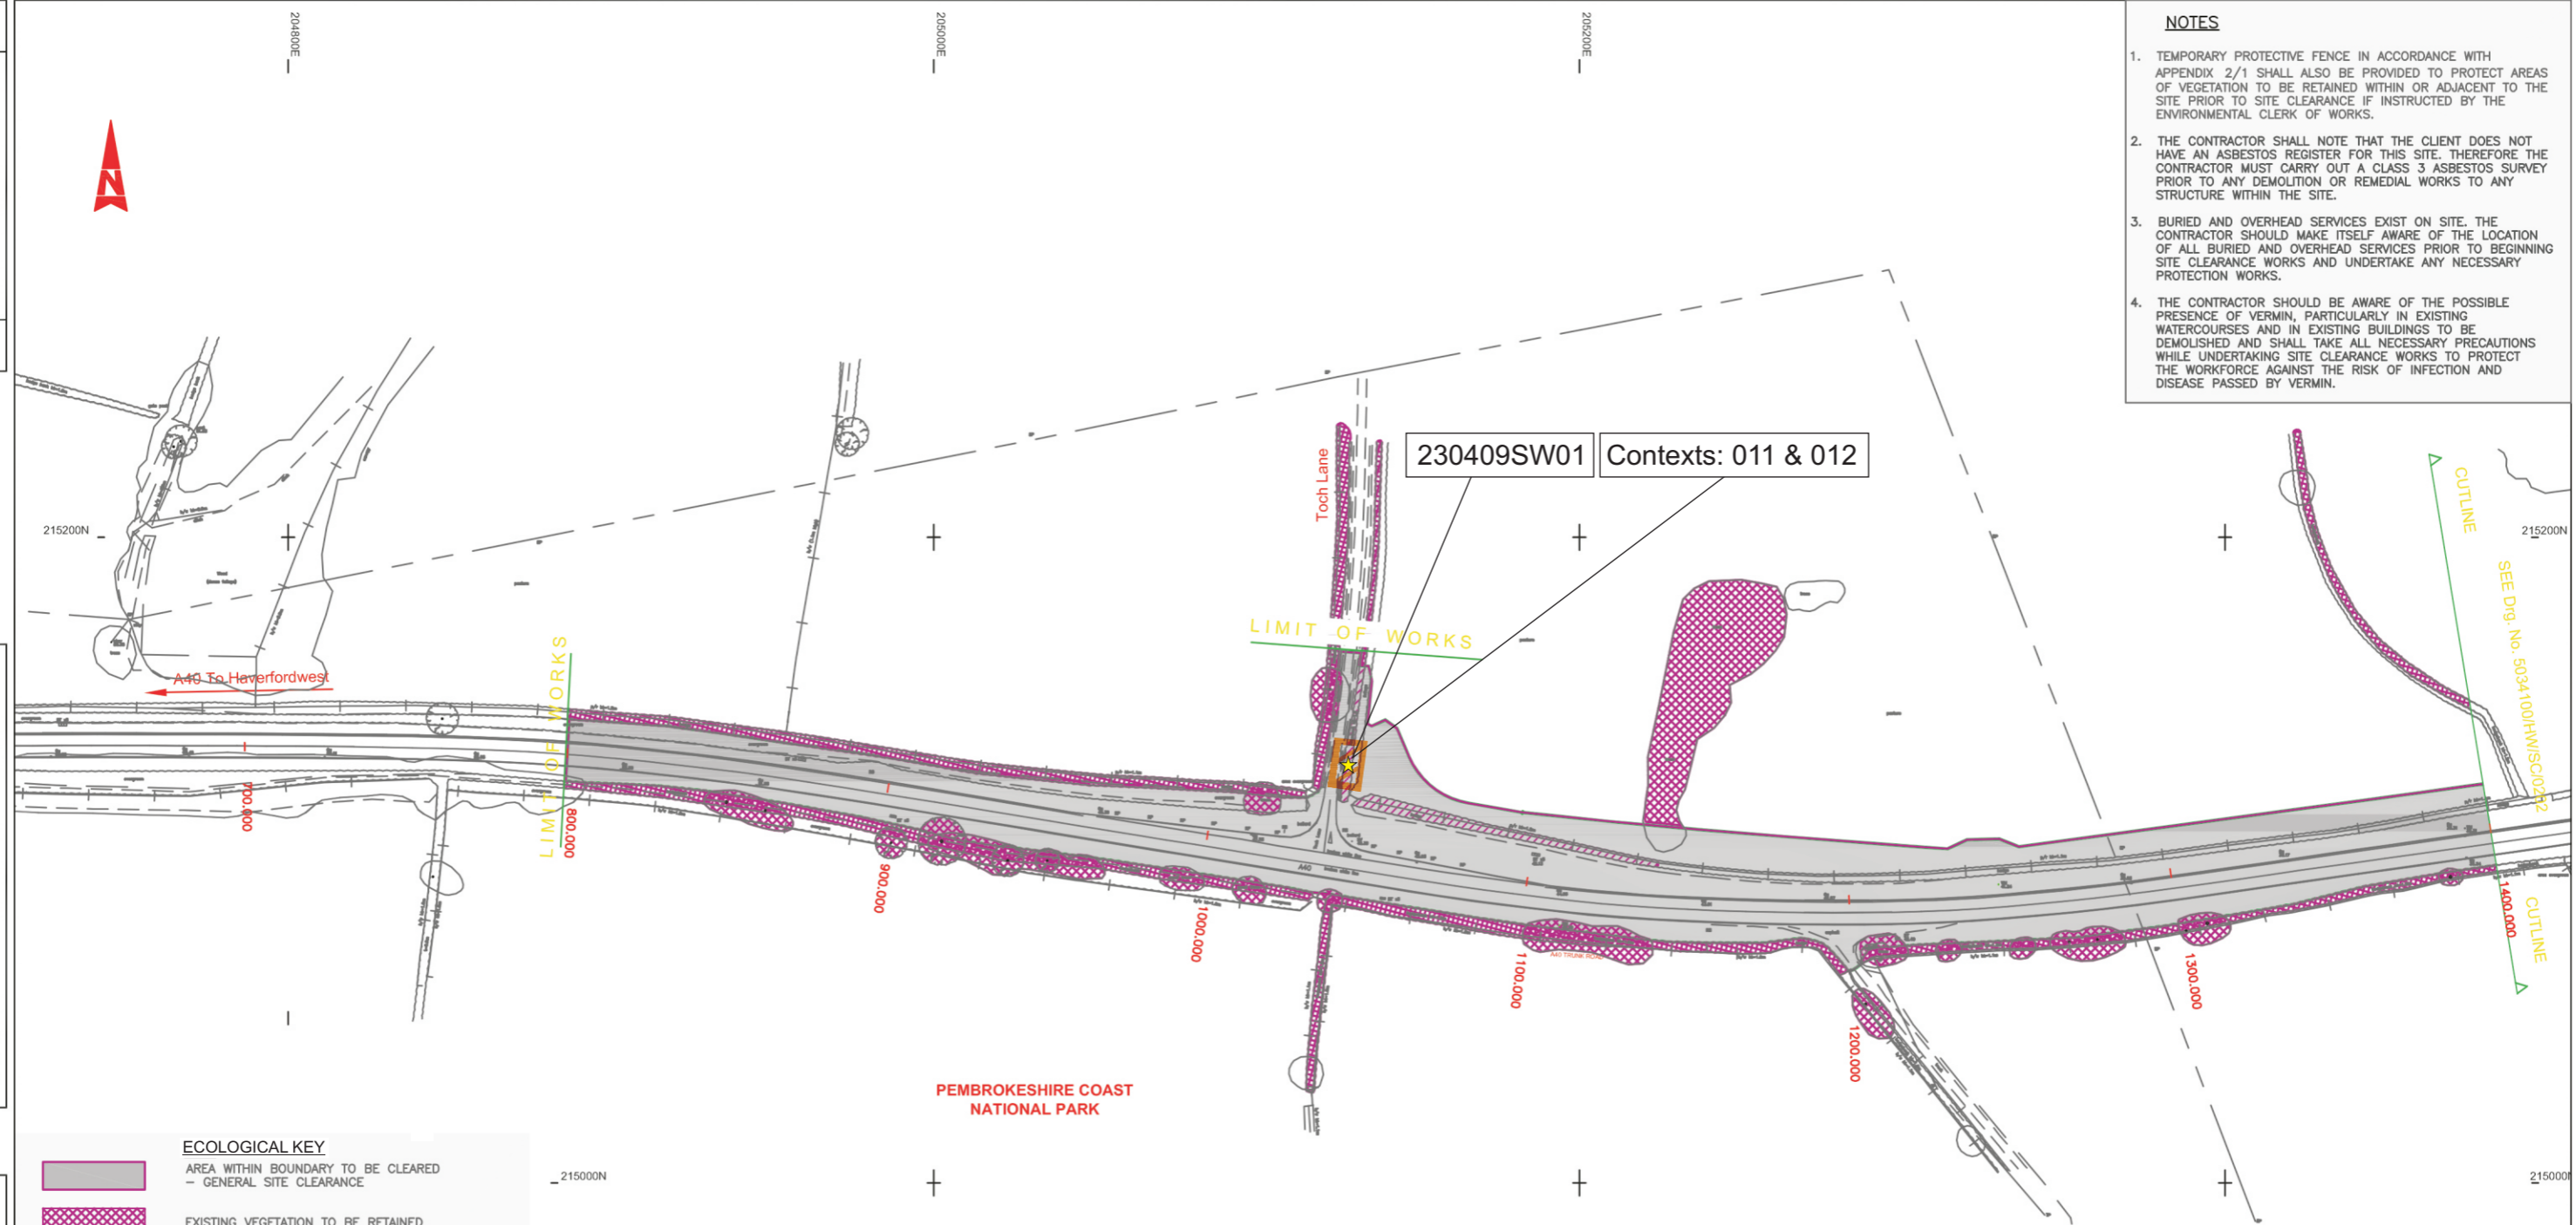 204800E
205000E
205200E
NOTES
1. TEMPORARY PROTECTIVE FENCE IN ACCORDANCE WITH
APPENDIX 2/1 SHALL ALSO BE PROVIDED TO PROTECT AREAS
OF VEGETATION TO BE RETAINED WITHIN OR ADJACENT TO THE
SITE PRIOR TO SITE CLEARANCE IF INSTRUCTED BY THE
ENVIRONMENTAL CLERK OF WORKS.
2. THE CONTRACTOR SHALL NOTE THAT THE CLIENT DOES NOT
HAVE AN ASBESTOS REGISTER FOR THIS SITE. THEREFORE THE
CONTRACTOR MUST CARRY OUT A CLASS 3 ASBESTOS SURVEY
PRIOR TO ANY DEMOLITION OR REMEDIAL WORKS TO ANY
STRUCTURE WITHIN THE SITE.
3. BURIED AND OVERHEAD SERVICES EXIST ON SITE. THE
CONTRACTOR SHOULD MAKE ITSELF AWARE OF THE LOCATION
OF ALL BURIED AND OVERHEAD SERVICES PRIOR TO BEGINNING
SITE CLEARANCE WORKS AND UNDERTAKE ANY NECESSARY
PROTECTION WORKS.
4. THE CONTRACTOR SHOULD BE AWARE OF THE POSSIBLE
PRESENCE OF VERMIN, PARTICULARLY IN EXISTING
WATERCOURSES AND IN EXISTING BUILDINGS TO BE
DEMOLISHED AND SHALL TAKE ALL NECESSARY PRECAUTIONS
WHILE UNDERTAKING SITE CLEARANCE WORKS TO PROTECT
THE WORKFORCE AGAINST THE RISK OF INFECTION AND
DISEASE PASSED BY VERMIN.
N
230409SW01
Contexts: 011 & 012
Toch Lane
CUTLINE
215200N
215200N
SEE Drg. No. 5034100/HW/SC/0202
LIMIT OF WORKS
LIMIT OF WORKS
A40 To Haverfordwest
700.000
800.000
900.000
1000.000
1100.000
1200.000
1300.000
1400.000
CUTLINE
A40
A40 TRUNK ROAD
PEMBROKESHIRE COAST
NATIONAL PARK
ECOLOGICAL KEY
AREA WITHIN BOUNDARY TO BE CLEARED
– GENERAL SITE CLEARANCE
EXISTING VEGETATION TO BE RETAINED
215000N
215000N